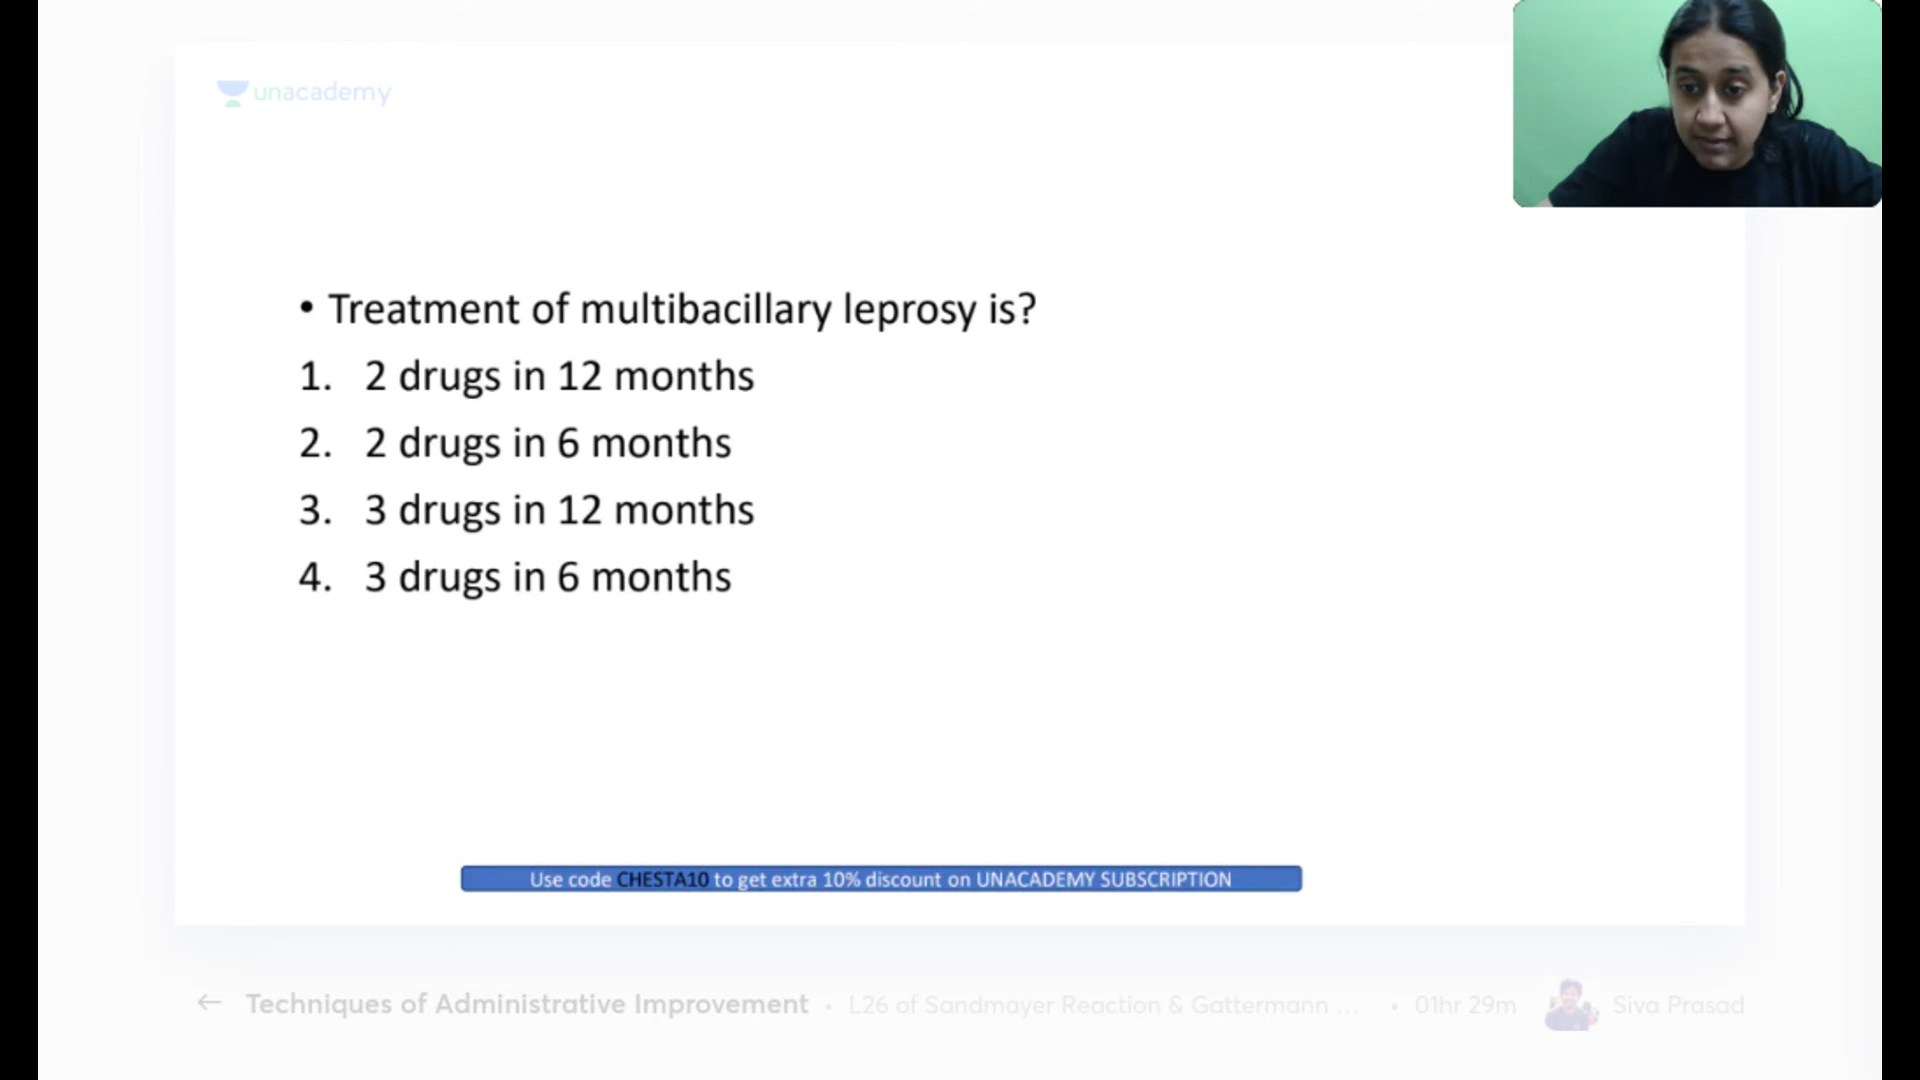 unacademy
• Treatment of multibacillary leprosy is?
1. 2 drugs in 12 months
2. 2 drugs in 6 months
3. 3 drugs in 12 months
4. 3 drugs in 6 months
Use code CHESTA10 to get extra 10% discount on UNACADEMY SUBSCRIPTION
← Techniques of Administrative Improvement • L26 of Sandmayer Reaction & Gattermann ... • 01hr 29m Siva Prasad